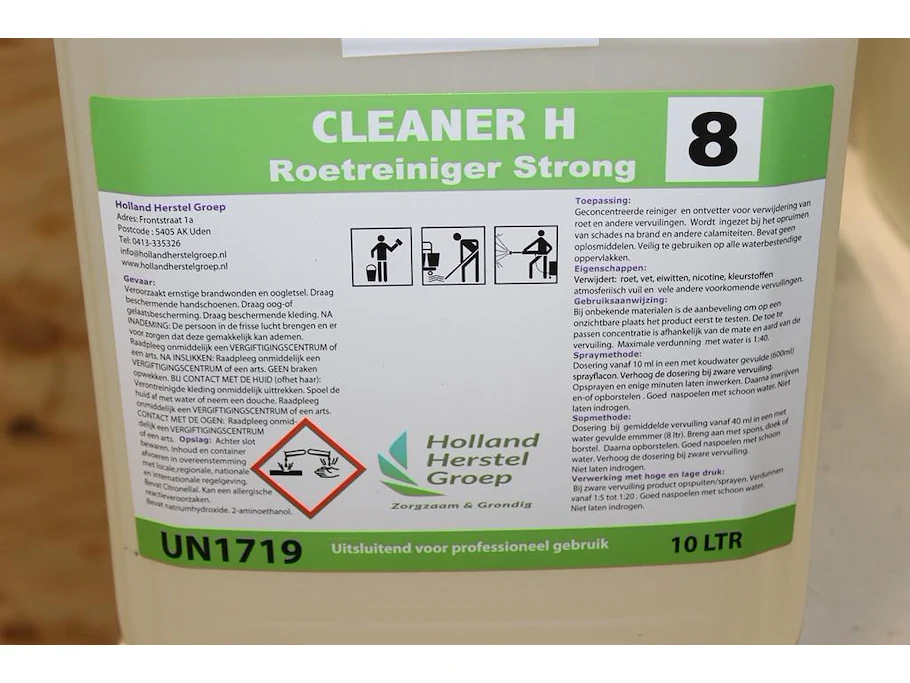 CLEANER H
Roetreiniger Strong
8
Holland Herstel Groep
Adres: Frontstraat 1a
Postcode : 5405 AK Uden
Tel: 0413-335326
info@hollandherstelgroep.nl
www.hollandherstelgroep.nl
Gevaar:
Veroorzaakt ernstige brandwonden en oogletsel. Draag
beschermende handschoenen. Draag oog-of
gelaatsbescherming. Draag beschermende kleding. NA
INADEMING: De persoon in de frisse lucht brengen en er
voor zorgen dat deze gemakkelijk kan ademen.
Raadpleeg onmiddelijk een VERGIFTIGINGSCENTRUM of
een arts. NA INSLIKKEN: Raadpleeg onmiddelijk een
VERGIFTIGINGSCENTRUM of een arts. GEEN braken
opwekken. BIJ CONTACT MET DE HUID (ofhet haar):
Verontreinigde kleding onmiddelijk uittrekken. Spoel de
huid af met water of neem een douche. Raadpleeg
onmiddelijk een VERGIFTIGINGSCENTRUM of een arts.
CONTACT MET DE OGEN: Raadpleeg onmid-
delijk een VERGIFTIGINGSCENTRUM
of een arts. Opslag: Achter slot
bewaren. Inhoud en container
afvoeren in overeenstemming
met locale,regionale, nationale
en internationale regelgeving.
Bevat Citronellal. Kan een allergische
reactieveroorzaken.
Bevat natriumhydroxide. 2-aminoethanol.
Holland
Herstel
Groep
Zorgzaam & Grondig
Toepassing:
Geconcentreerde reiniger en ontvetter voor verwijdering van
roet en andere vervuilingen. Wordt ingezet bij het opruimen
van schades na brand en andere calamiteiten. Bevat geen
oplosmiddelen. Veilig te gebruiken op alle waterbestendige
oppervlakken.
Eigenschappen:
Verwijdert: roet, vet, eiwitten, nicotine, kleurstoffen
atmosferiisch vuil en vele andere voorkomende vervuilingen.
Gebruiksaanwijzing:
Bij onbekende materialen is de aanbeveling om op een
onzichtbare plaats het product eerst te testen. De toe te
passen concentratie is afhankelijk van de mate en aard van de
vervuiling. Maximale verdunning met water is 1:40.
Spraymethode:
Dosering vanaf 10 ml in een met koudwater gevulde (600ml)
sprayflacon. Verhoog de dosering bij zware vervuiling.
Opsprayen en enige minuten laten inwerken. Daarna inwrijven
en-of opborstelen . Goed naspoelen met schoon water. Niet
laten indrogen.
Sopmethode:
Dosering bij gemiddelde vervuiling vanaf 40 ml in een met
water gevulde emmmer (8 ltr). Breng aan met spons, doek of
borstel. Daarna opborstelen. Goed naspoelen met schoon
water. Verhoog de dosering bij zware vervuiling.
Niet laten indrogen.
Verwerking met hoge en lage druk:
Bij zware vervuiling product opspuiten/sprayen. Verdunnen
vanaf 1:5 tot 1:20 . Goed naspoelen met schoon water.
Niet laten indrogen.
UN1719
Uitsluitend voor professioneel gebruik
10 LTR